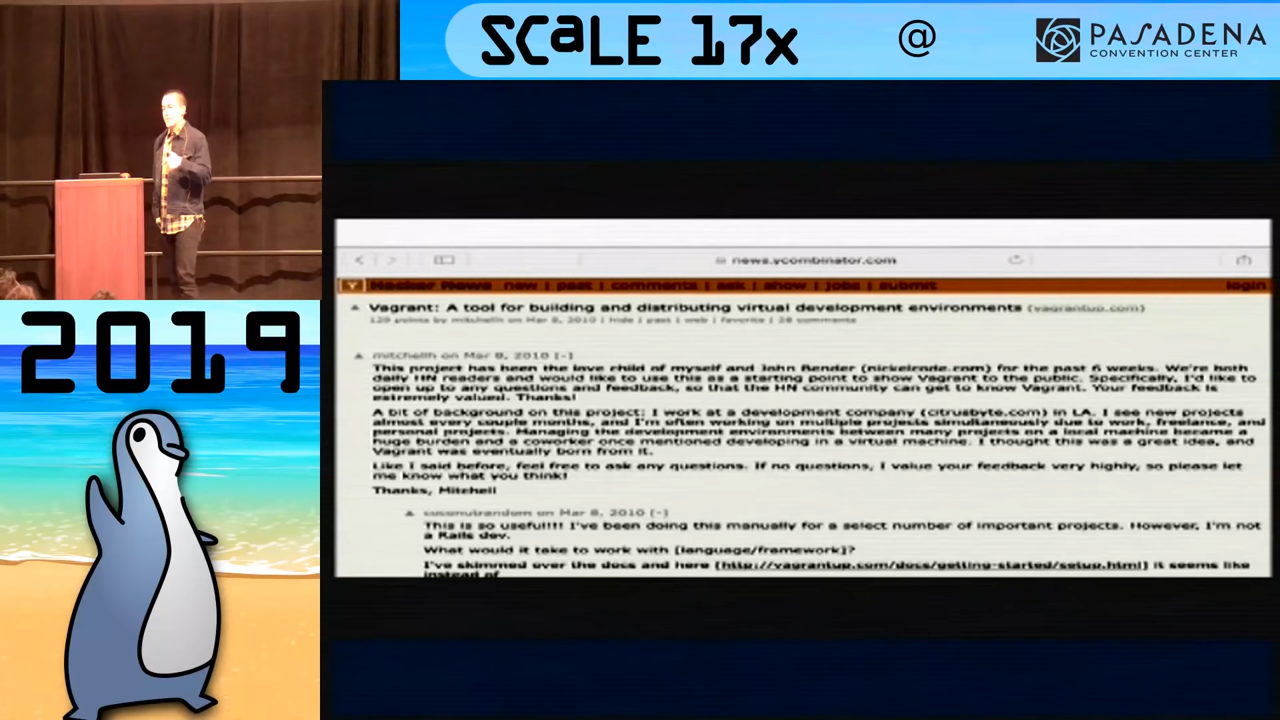 SCaLE 17x
@
PASADENA
CONVENTION CENTER
2019
news.ycombinator.com
Y Hacker News new | past | comments | ask | show | jobs | submit login
Vagrant: A tool for building and distributing virtual development environments (vagrantup.com)
129 points by mitchellh on Mar 8, 2010 | hide | past | web | favorite | 28 comments
mitchellh on Mar 8, 2010 [-]
This project has been the love child of myself and John Bender (nickelcode.com) for the past 6 weeks. We're both
daily HN readers and would like to use this as a starting point to show Vagrant to the public. Specifically, I'd like to
open up to any questions and feedback, so that the HN community can get to know Vagrant. Your feedback is
extremely valued. Thanks!
A bit of background on this project: I work at a development company (citrusbyte.com) in LA. I see new projects
almost every couple months, and I'm often working on multiple projects simultaneously due to work, freelance, and
personal projects. Managing the development environments between many projects on a local machine became a
huge burden and a coworker once mentioned developing in a virtual machine. I thought this was a great idea, and
Vagrant was eventually born from it.
Like I said before, feel free to ask any questions. If no questions, I value your feedback very highly, so please let
me know what you think!
Thanks, Mitchell
on Mar 8, 2010 [-]
This is so useful!!!! I've been doing this manually for a select number of important projects. However, I'm not
a Rails dev.
What would it take to work with [language/framework]?
I've skimmed over the docs and here [http://vagrantup.com/docs/getting-started/setup.html] it seems like
instead of